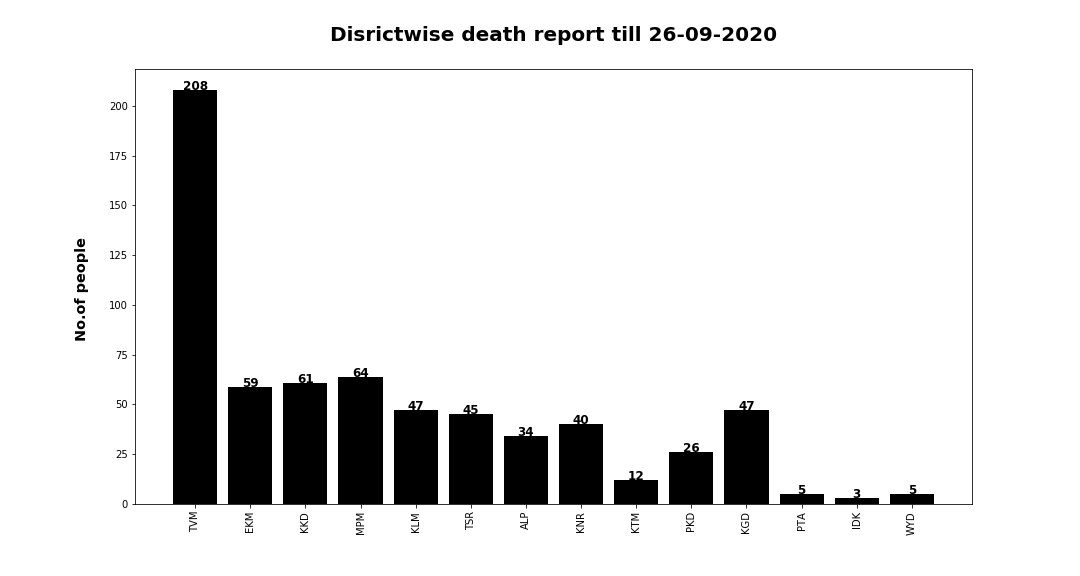 Disrictwise death report till 26-09-2020
No.of people
200
175
150
125
100
75
50
25
0
208
59
61
64
47
45
34
40
12
26
47
5
3
5
TVM
EKM
KKD
MPM
KLM
TSR
ALP
KNR
KTM
PKD
KGD
PTA
IDK
WYD